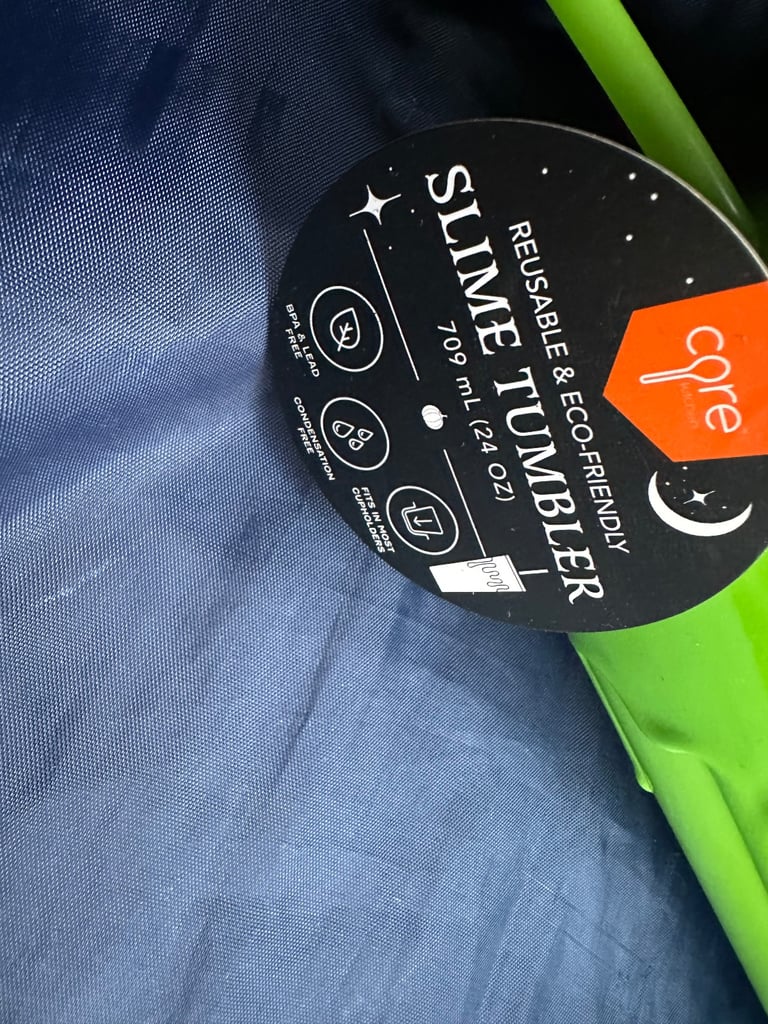 core
kitchen
REUSABLE & ECO-FRIENDLY
SLIME TUMBLER
709 mL (24 OZ)
BPA & LEAD
FREE
CONDENSATION
FREE
FITS IN MOST
CUPHOLDERS